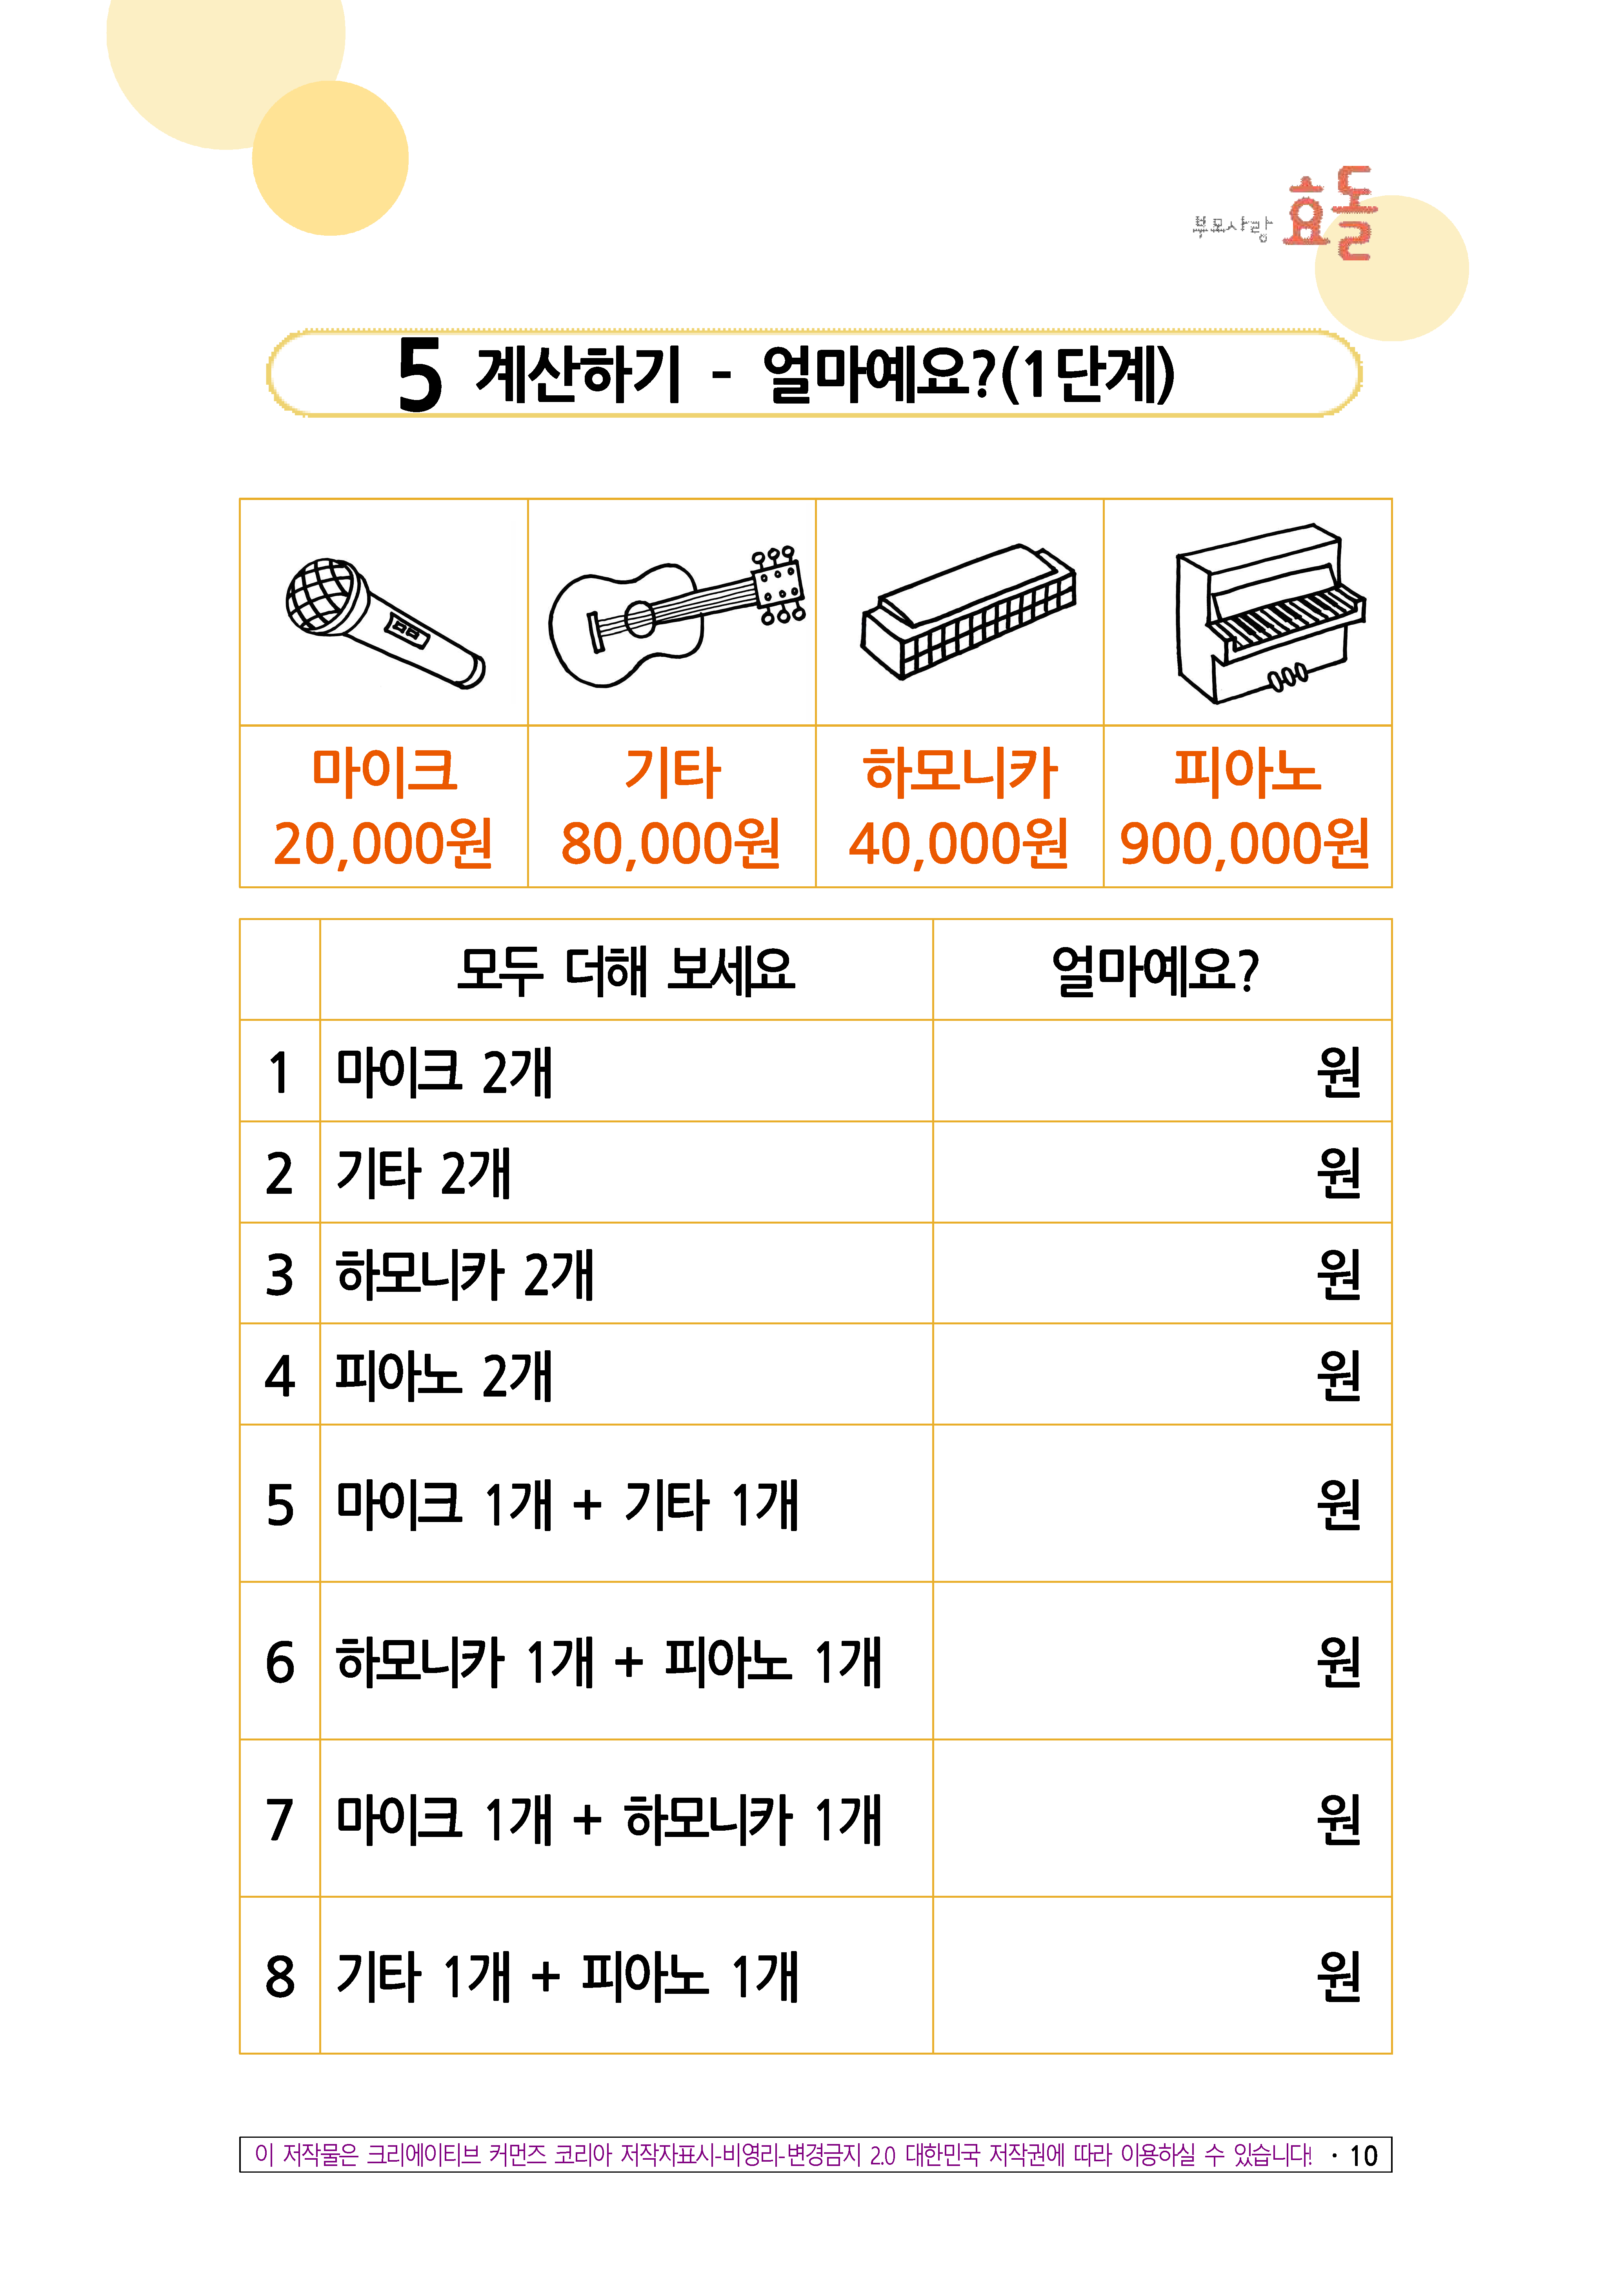 부모사랑 효돌
5 계산하기 - 얼마예요?(1단계)
마이크 기타 하모니카 피아노
20,000원 80,000원 40,000원 900,000원
모두 더해 보세요 얼마예요?
1 마이크 2개 원
2 기타 2개 원
3 하모니카 2개 원
4 피아노 2개 원
5 마이크 1개 + 기타 1개 원
6 하모니카 1개 + 피아노 1개 원
7 마이크 1개 + 하모니카 1개 원
8 기타 1개 + 피아노 1개 원
이 저작물은 크리에이티브 커먼즈 코리아 저작자표시-비영리-변경금지 2.0 대한민국 저작권에 따라 이용하실 수 있습니다! · 10